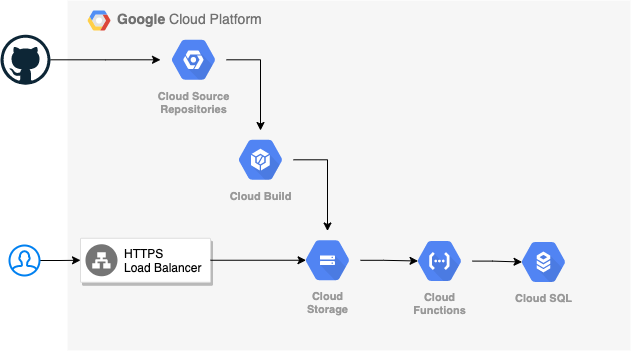 Google Cloud Platform
Cloud Source
Repositories
Cloud Build
HTTPS
Load Balancer
Cloud
Storage
Cloud
Functions
Cloud SQL